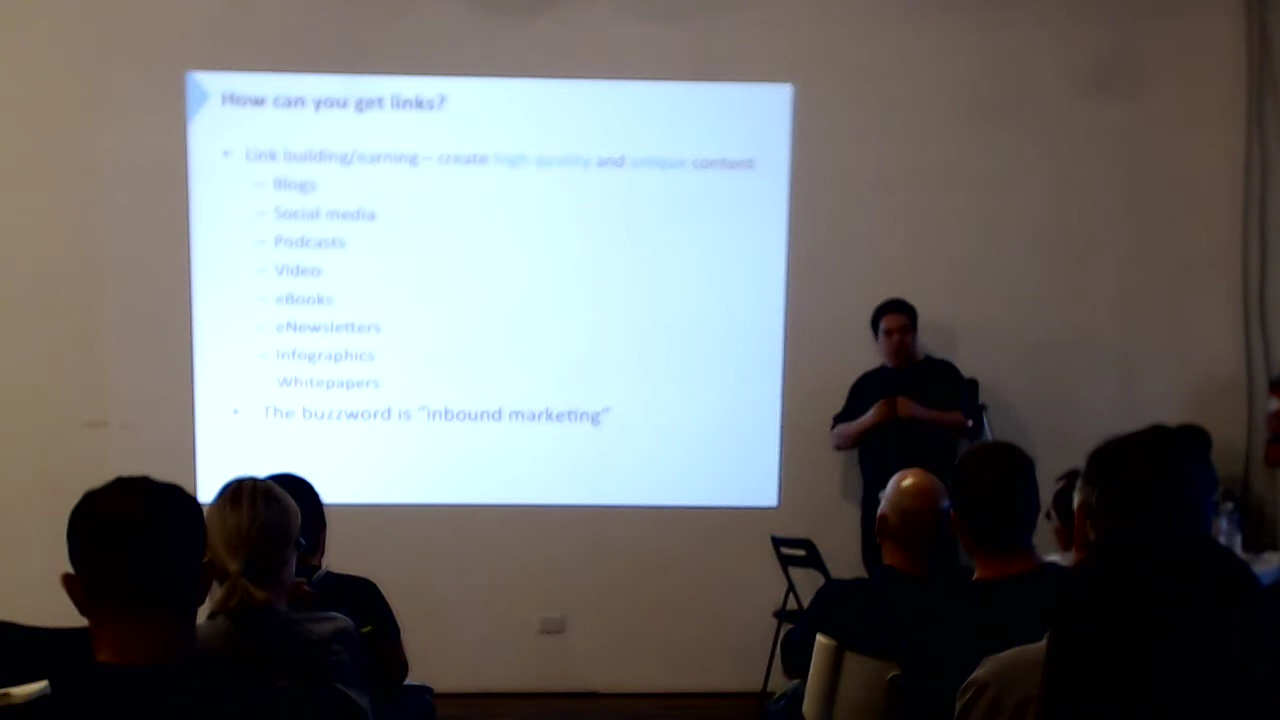 How can you get links?
Link building/earning – create high quality and unique content
– Blogs
– Social media
– Podcasts
– Video
– eBooks
– eNewsletters
– Infographics
Whitepapers
• The buzzword is "inbound marketing"